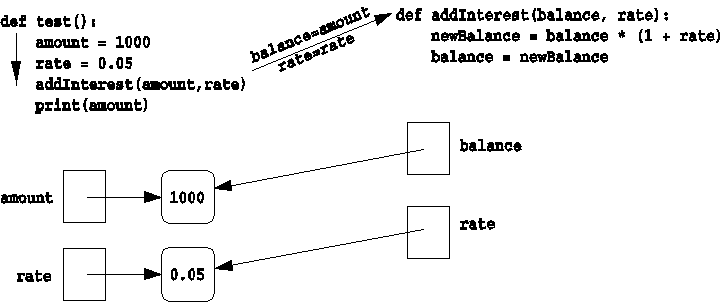 def test():
    amount = 1000
    rate = 0.05
    addInterest(amount,rate)
    print(amount)
balance=amount
rate=rate
def addInterest(balance, rate):
    newBalance = balance * (1 + rate)
    balance = newBalance
balance
amount
1000
rate
rate
0.05